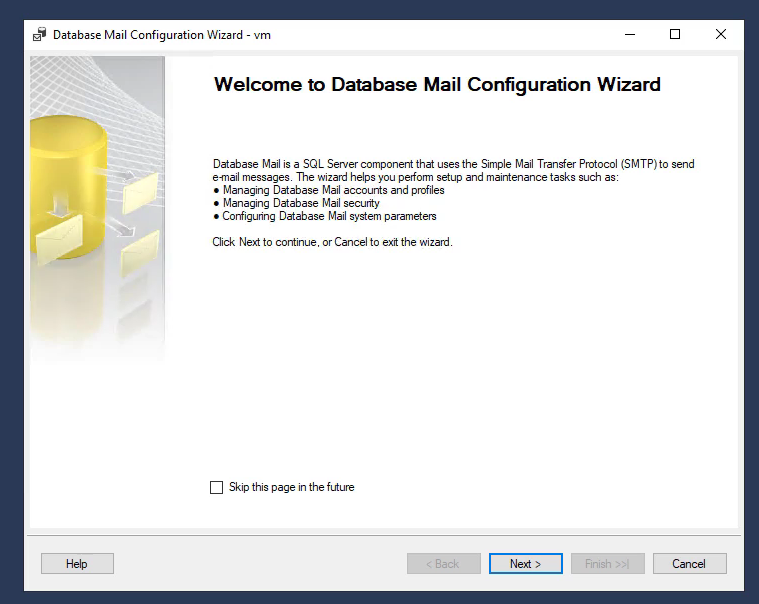 Database Mail Configuration Wizard - vm
Welcome to Database Mail Configuration Wizard
Database Mail is a SQL Server component that uses the Simple Mail Transfer Protocol (SMTP) to send
e-mail messages. The wizard helps you perform setup and maintenance tasks such as:
● Managing Database Mail accounts and profiles
● Managing Database Mail security
● Configuring Database Mail system parameters
Click Next to continue, or Cancel to exit the wizard.
Skip this page in the future
Help
< Back
Next >
Finish >>|
Cancel